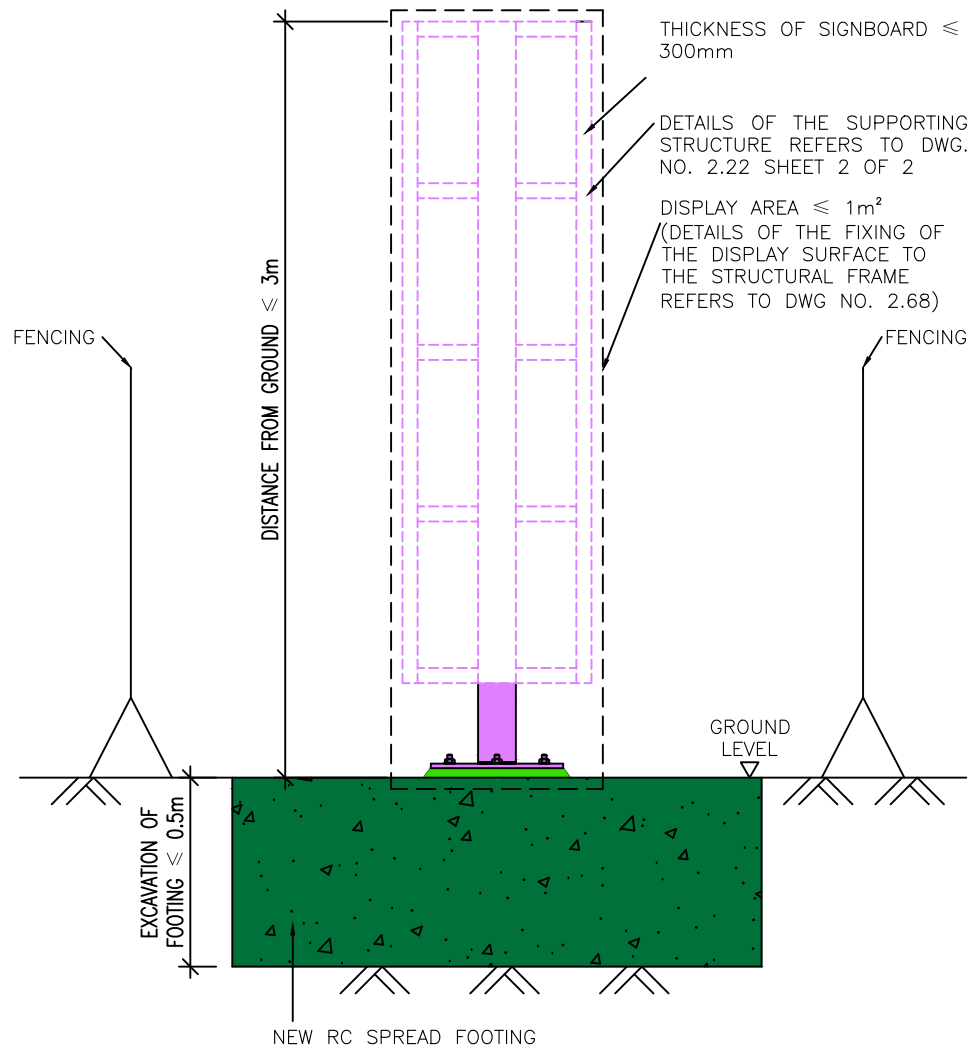 THICKNESS OF SIGNBOARD ≤
300mm
DETAILS OF THE SUPPORTING
STRUCTURE REFERS TO DWG.
NO. 2.22 SHEET 2 OF 2
DISPLAY AREA ≤ 1m²
(DETAILS OF THE FIXING OF
THE DISPLAY SURFACE TO
THE STRUCTURAL FRAME
REFERS TO DWG NO. 2.68)
DISTANCE FROM GROUND ≤ 3m
FENCING
FENCING
GROUND
LEVEL
EXCAVATION OF
FOOTING ≤ 0.5m
NEW RC SPREAD FOOTING